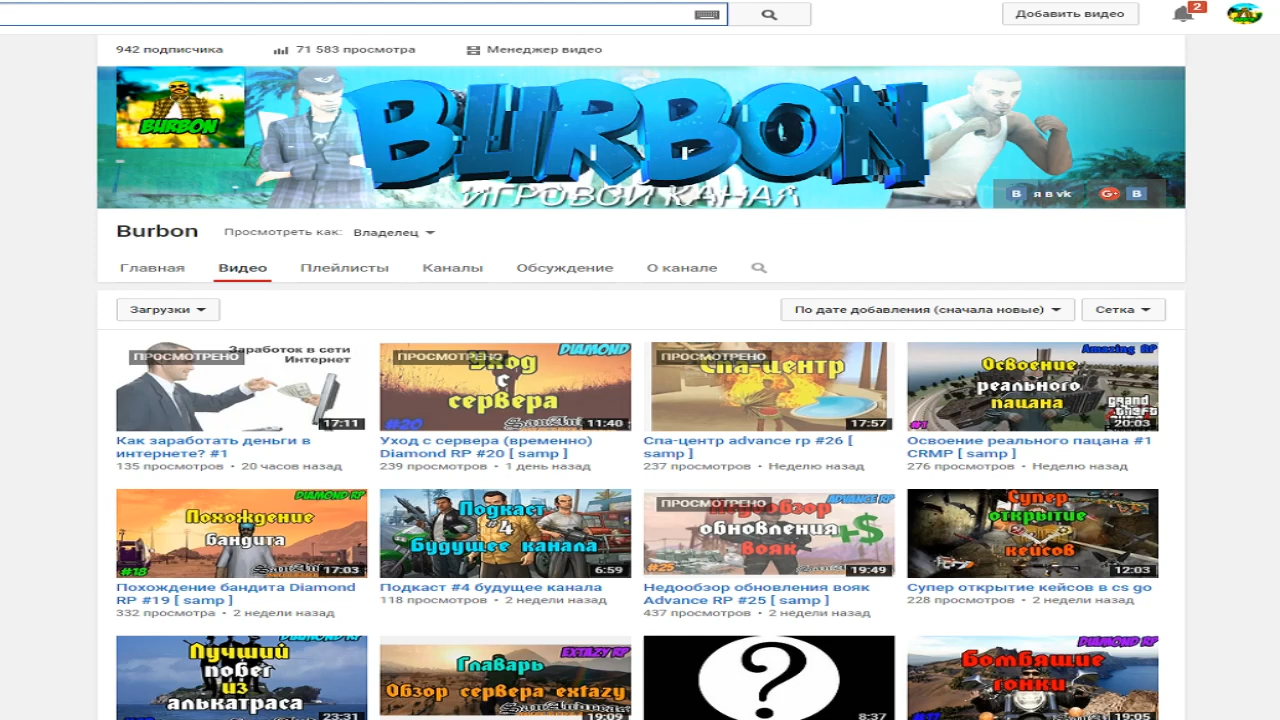 Добавить видео
2
942 подписчика
71 583 просмотра
Менеджер видео
BURBON
BURBON
ИГРОВОЙ КАНАЛ
B я в vk
G+ B
Burbon
Просмотреть как: Владелец
Главная Видео Плейлисты Каналы Обсуждение О канале
Загрузки
По дате добавления (сначала новые)
Сетка
ПРОСМОТРЕНО
Заработок в сети
Интернет
17:11
ПРОСМОТРЕНО
DIAMOND
Уход
с
сервера
#20
11:40
ПРОСМОТРЕНО
Спа-центр
17:57
Amazing RP
Освоение
реального
пацана
#1
grand
theft
20:03
Как заработать деньги в
интернете? #1
135 просмотров • 20 часов назад
Уход с сервера (временно)
Diamond RP #20 [ samp ]
239 просмотров • 1 день назад
Спа-центр advance rp #26 [
samp ]
237 просмотров • Неделю назад
Освоение реального пацана #1
CRMP [ samp ]
276 просмотров • Неделю назад
DIAMOND RP
Похождение
бандита
#18
17:03
Подкаст
#4
Будущее канала
6:59
ПРОСМОТРЕНО
ADVANCE RP
Недообзор
обновления
вояк
+$
#25
19:49
Супер
открытие
кейсов
12:03
Похождение бандита Diamond
RP #19 [ samp ]
332 просмотра • 2 недели назад
Подкаст #4 будущее канала
118 просмотров • 2 недели назад
Недообзор обновления вояк
Advance RP #25 [ samp ]
437 просмотров • 2 недели назад
Супер открытие кейсов в cs go
228 просмотров • 2 недели назад
DIAMOND RP
Лучший
побег
из
алькатраса
23:31
EXTAZY RP
Главарь
Обзор сервера extazy
19:09
?
8:37
DIAMOND RP
Бомбящие
гонки
#17
19:05